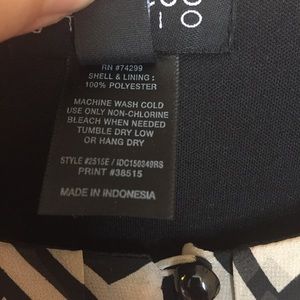 RN #74299
SHELL & LINING :
100% POLYESTER
MACHINE WASH COLD
USE ONLY NON-CHLORINE
BLEACH WHEN NEEDED
TUMBLE DRY LOW
OR HANG DRY
STYLE #2515E / IDC150349RS
PRINT #38515
MADE IN INDONESIA